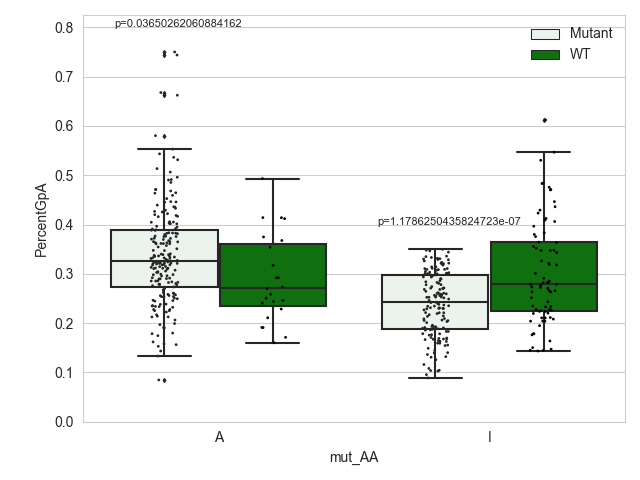 p=0.03650262060884162
Mutant
WT
p=1.1786250435824723e-07
PercentGpA
0.8
0.7
0.6
0.5
0.4
0.3
0.2
0.1
0.0
A
I
mut_AA